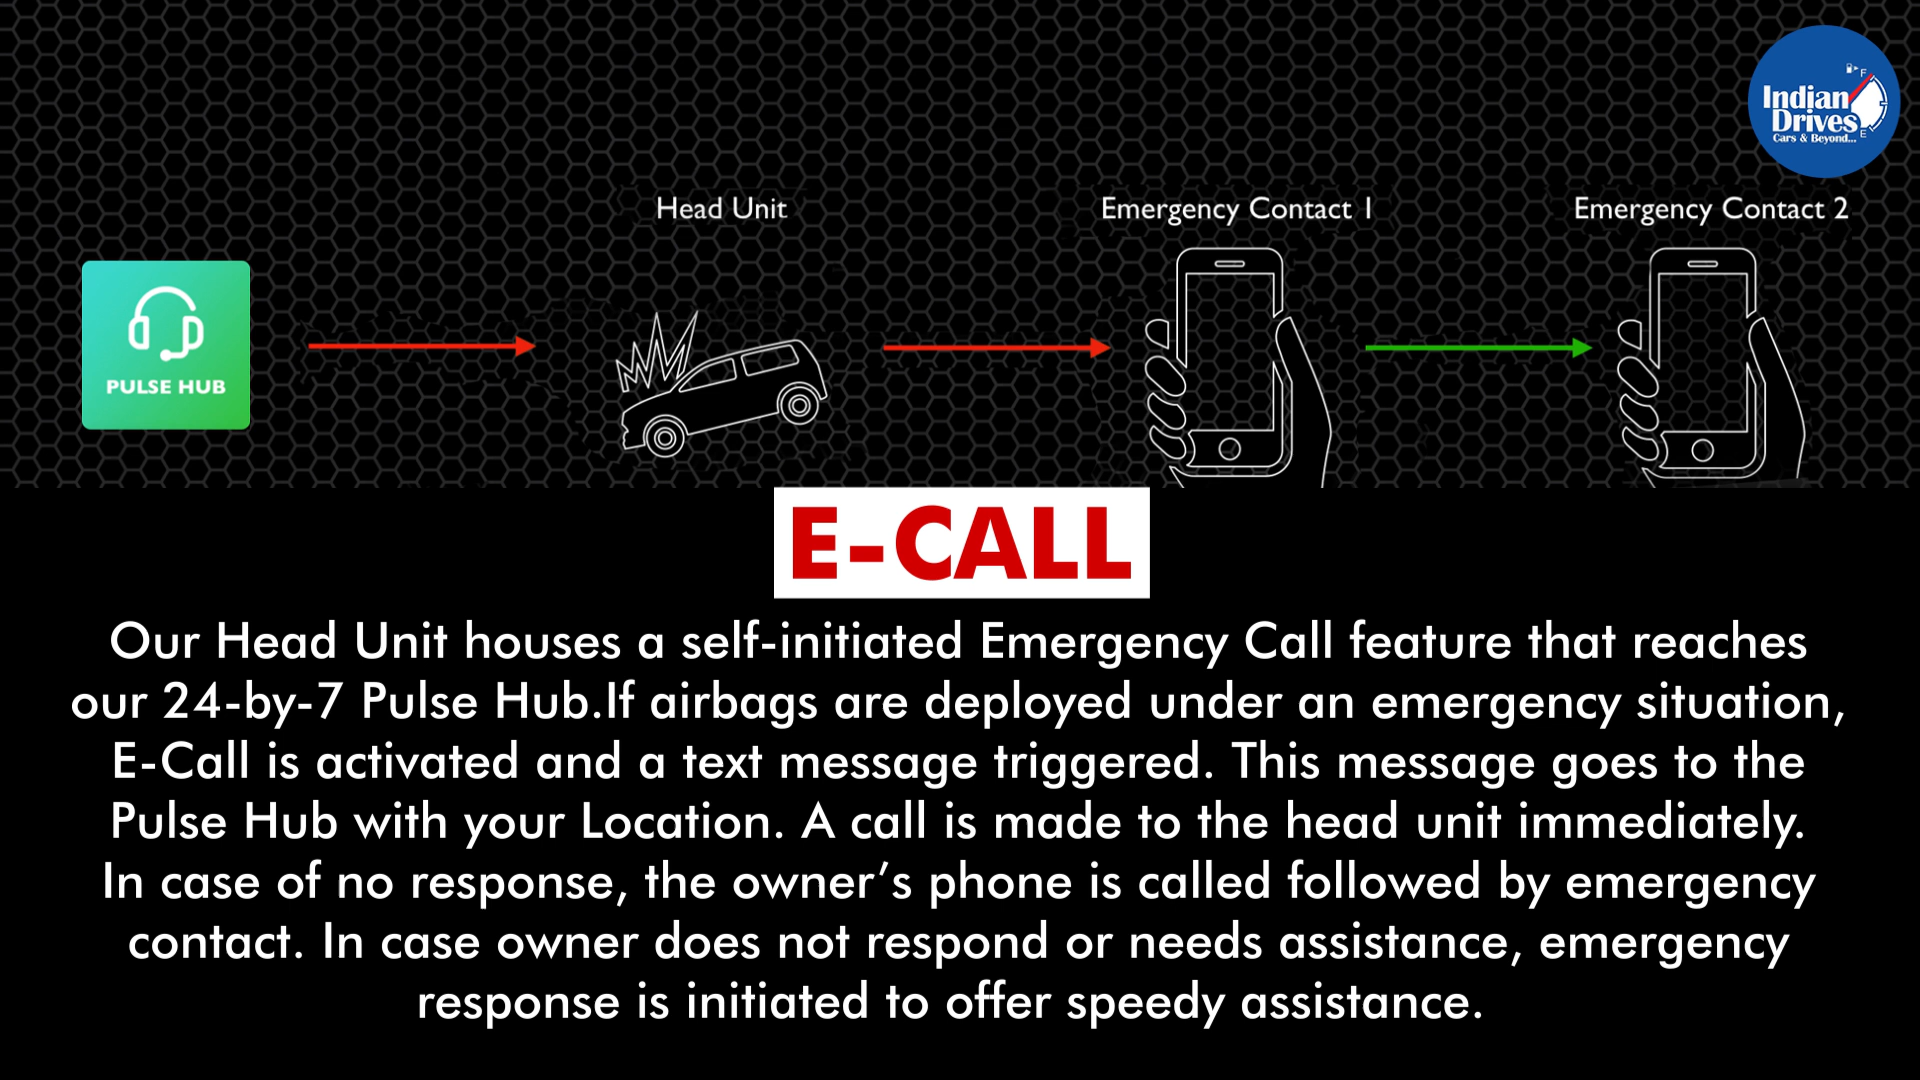 Indian
Drives
Cars & Beyond...
F
E
Head Unit
Emergency Contact 1
Emergency Contact 2
PULSE HUB
E-CALL
Our Head Unit houses a self-initiated Emergency Call feature that reaches
our 24-by-7 Pulse Hub.If airbags are deployed under an emergency situation,
E-Call is activated and a text message triggered. This message goes to the
Pulse Hub with your Location. A call is made to the head unit immediately.
In case of no response, the owner’s phone is called followed by emergency
contact. In case owner does not respond or needs assistance, emergency
response is initiated to offer speedy assistance.